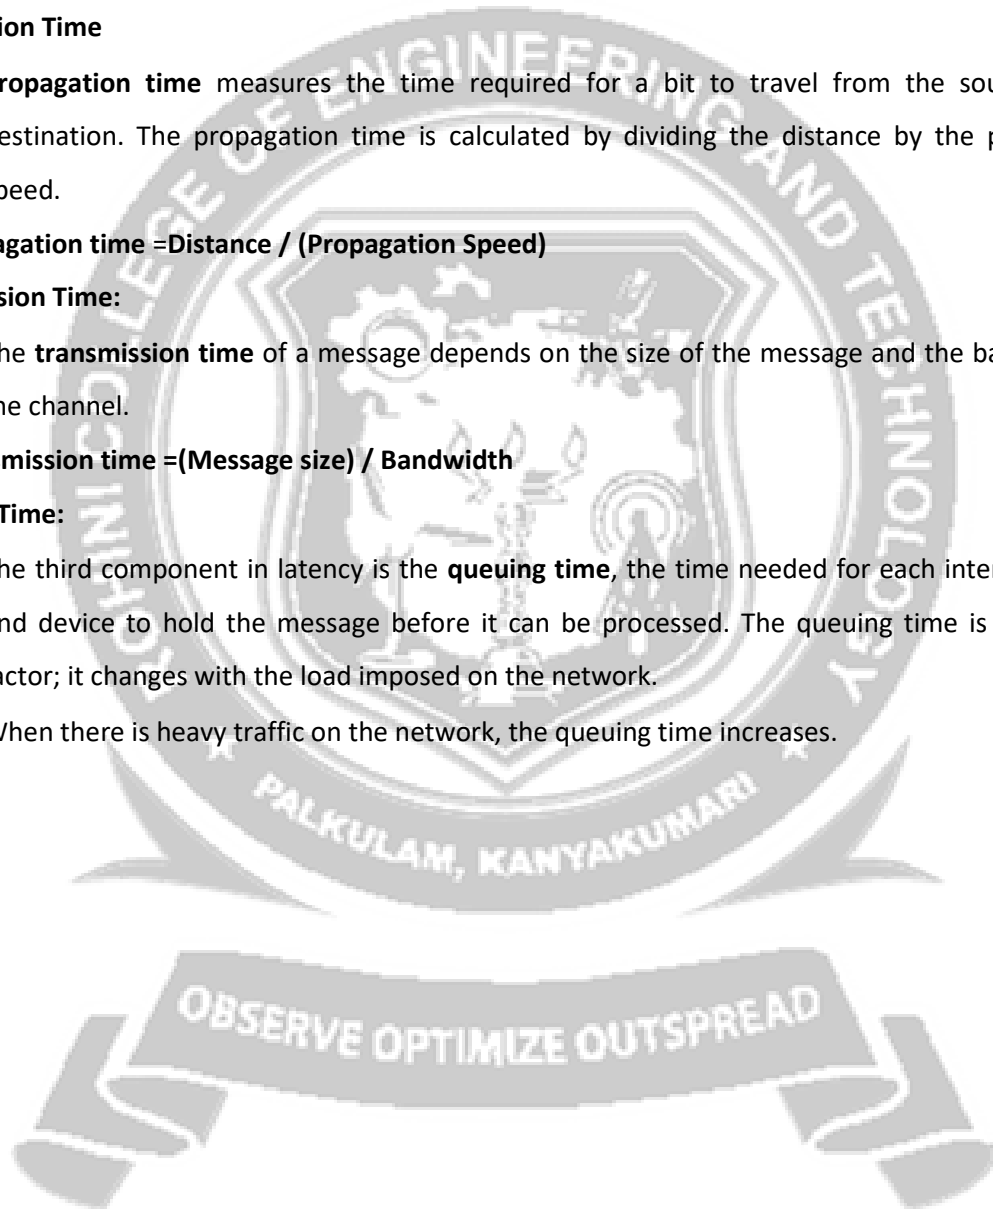 ion Time
ropagation time measures the time required for a bit to travel from the sou
estination. The propagation time is calculated by dividing the distance by the p
peed.
agation time =Distance / (Propagation Speed)
sion Time:
he transmission time of a message depends on the size of the message and the ba
he channel.
mission time =(Message size) / Bandwidth
Time:
he third component in latency is the queuing time, the time needed for each inter
nd device to hold the message before it can be processed. The queuing time is
actor; it changes with the load imposed on the network.
When there is heavy traffic on the network, the queuing time increases.
ROHINI COLLEGE OF ENGINEERING AND TECHNOLOGY
PALKULAM, KANYAKUMARI
OBSERVE OPTIMIZE OUTSPREAD